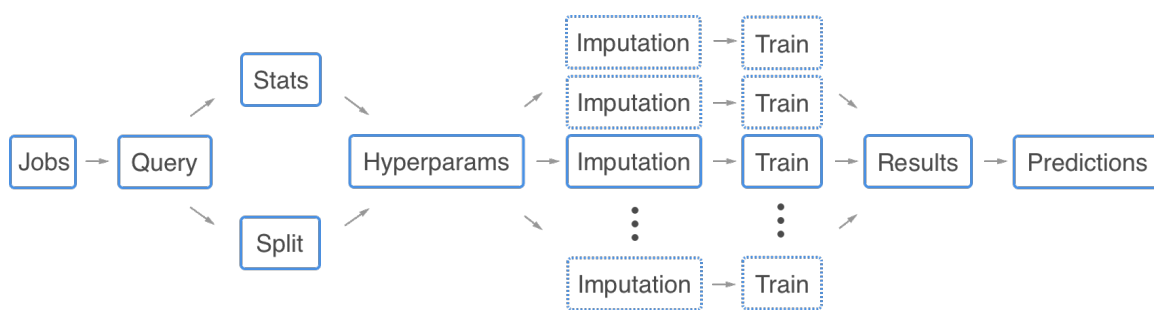 Jobs
Query
Stats
Split
Hyperparams
Imputation
Train
Imputation
Train
Imputation
Train
Imputation
Train
Results
Predictions